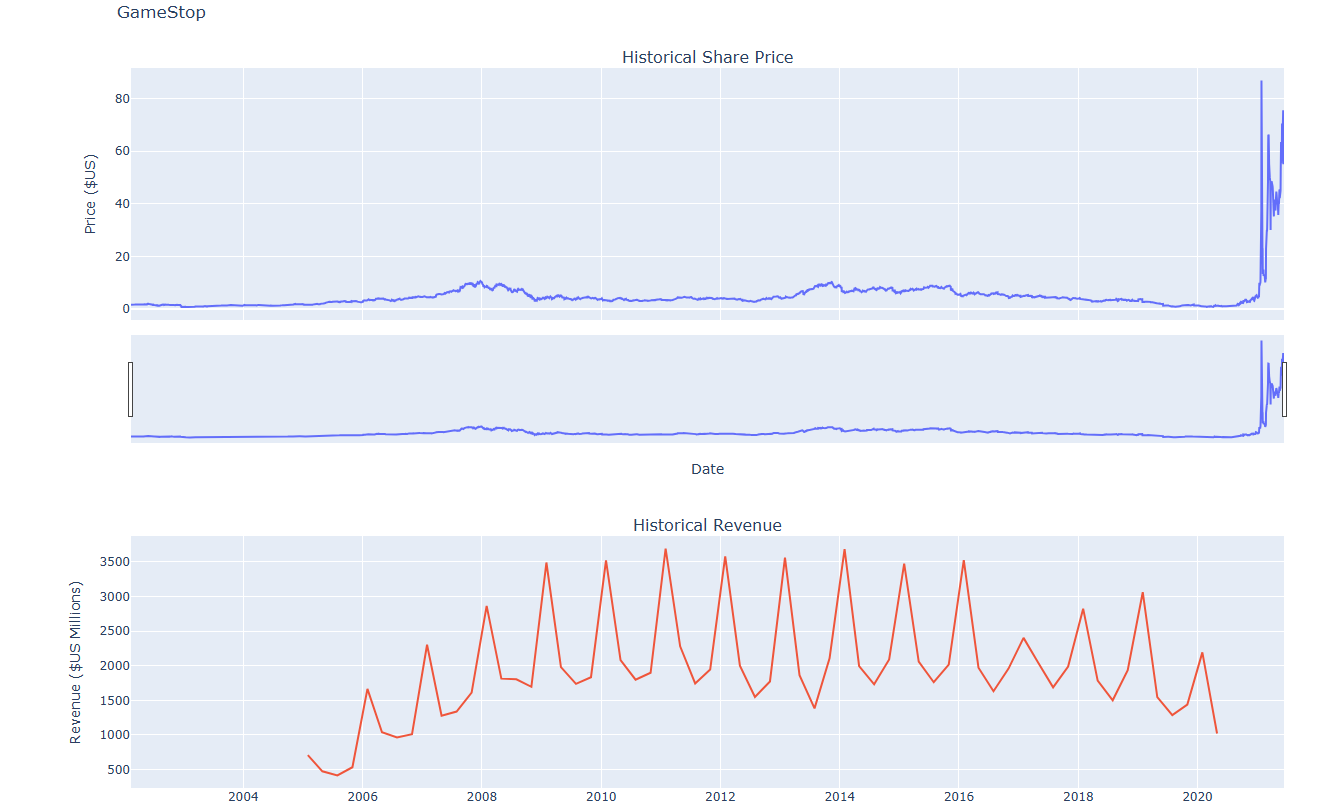 GameStop
Historical Share Price
Price ($US)
80
60
40
20
0
Date
Historical Revenue
Revenue ($US Millions)
3500
3000
2500
2000
1500
1000
500
2004 2006 2008 2010 2012 2014 2016 2018 2020